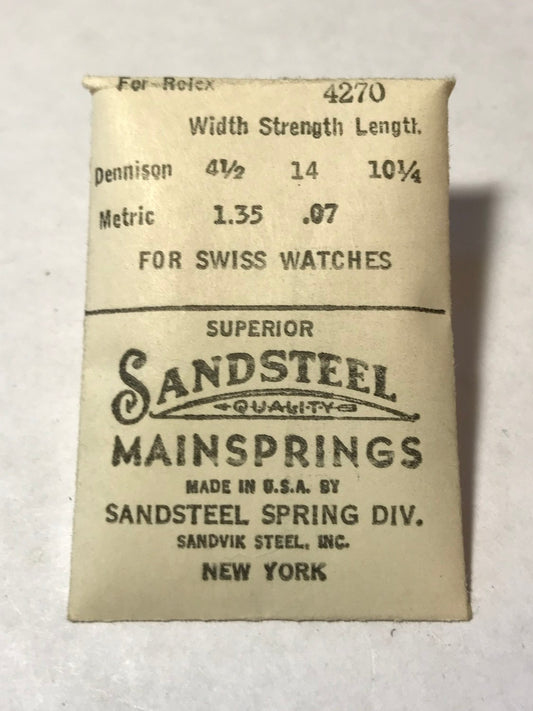 For Rolex 4270
Width Strength Length
Dennison 4½ 14 10¼
Metric 1.35 .07
FOR SWISS WATCHES
SUPERIOR
SANDSTEEL
QUALITY
MAINSPRINGS
MADE IN U.S.A. BY
SANDSTEEL SPRING DIV.
SANDVIK STEEL, INC.
NEW YORK